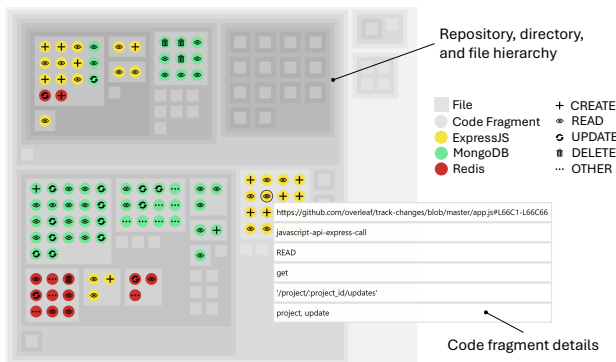 Repository, directory,
and file hierarchy
File
Code Fragment
ExpressJS
MongoDB
Redis
CREATE
READ
UPDATE
DELETE
OTHER
https://github.com/overleaf/track-changes/blob/master/app.js#L66C1-L66C66
javascript-api-express-call
READ
get
'/project/:project_id/updates'
project, update
Code fragment details